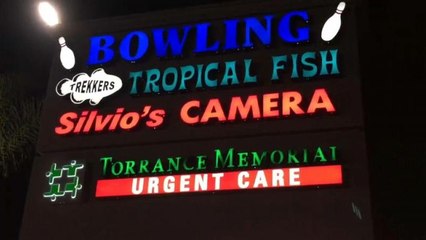 BOWLING
TREKKERS TROPICAL FISH
Silvio's CAMERA
TORRANCE MEMORIAL
URGENT CARE